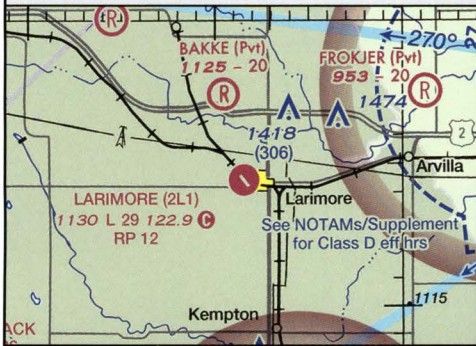 R
BAKKE (Pvt)
1125 - 20
R
270°
FROKJER (Pvt)
953 - 20
R
1474
2
1418
(306)
Arvilla
LARIMORE (2L1)
1130 L 29 122.9 C
RP 12
Larimore
See NOTAMs/Supplement
for Class D eff hrs
1115
Kempton
ACK